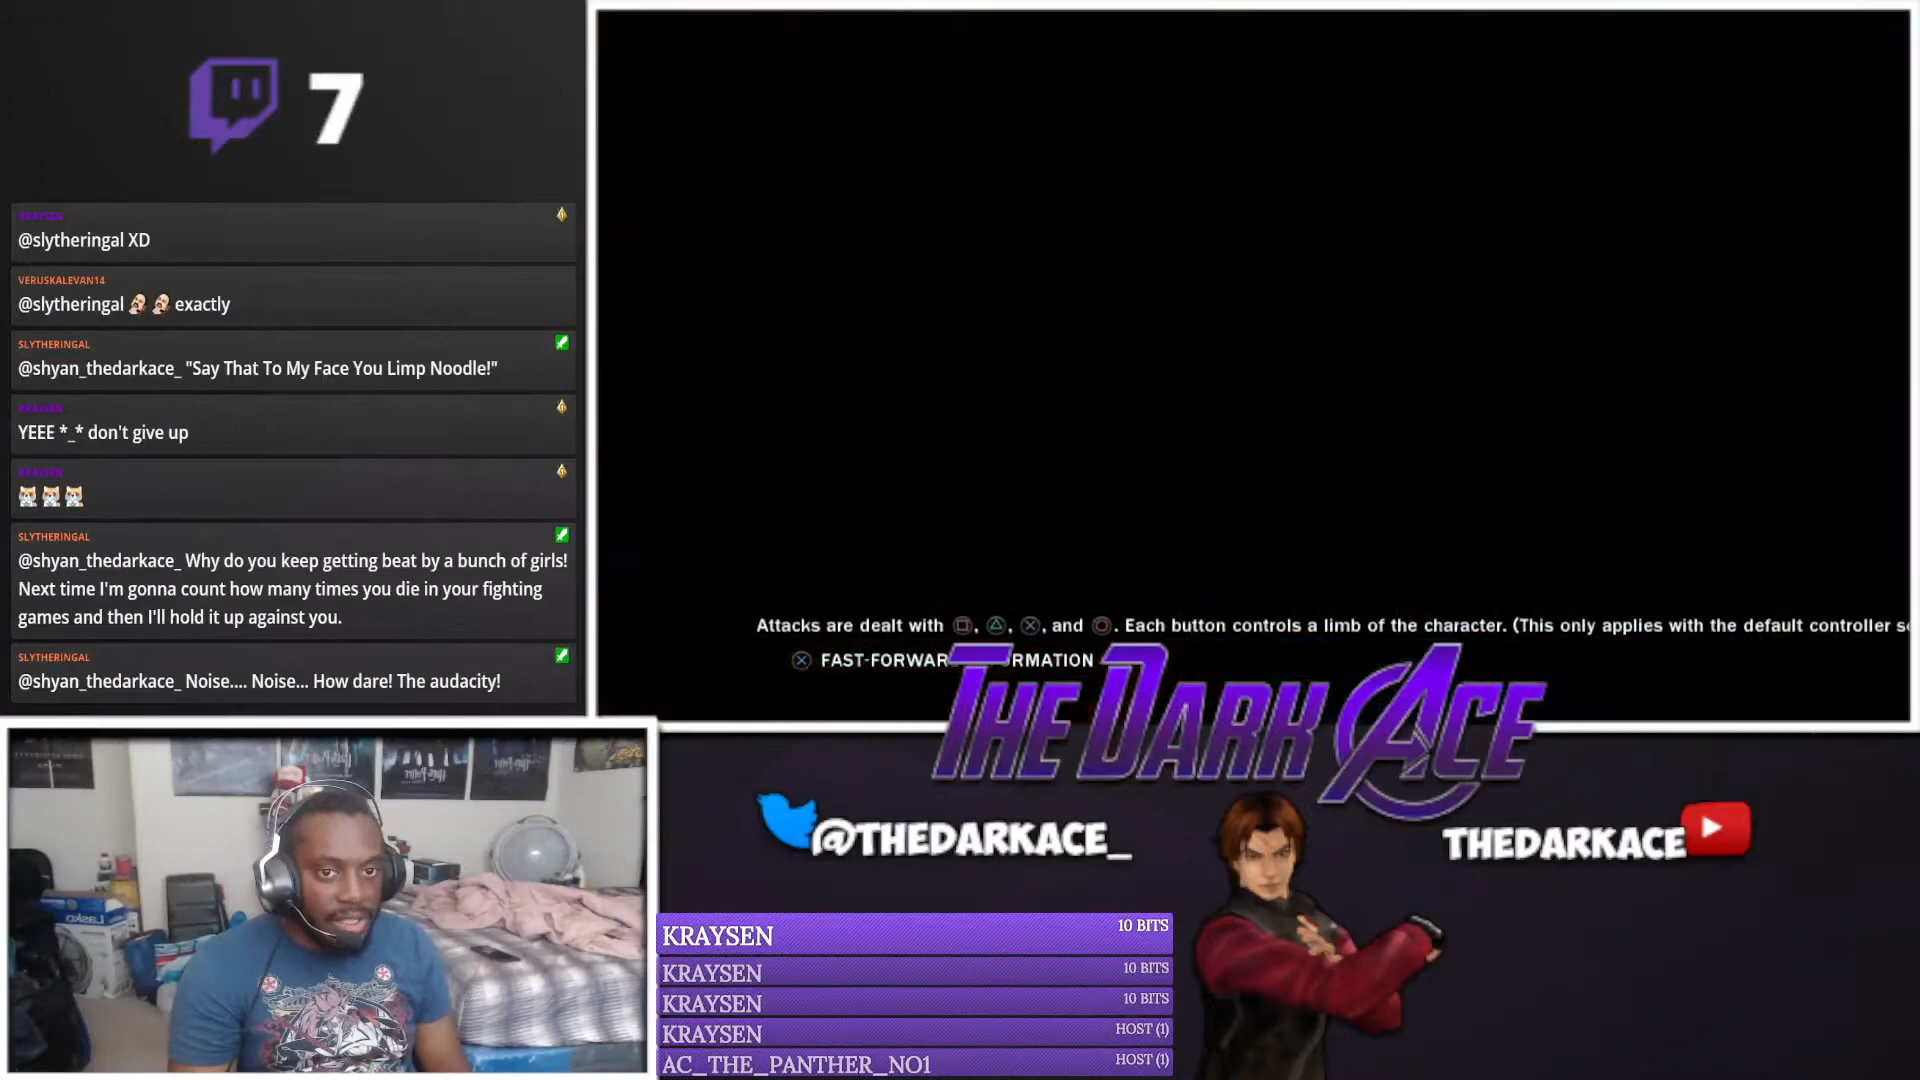 7
KRAYSEN
@slytheringal XD
VERUSKALEVAN14
@slytheringal exactly
SLYTHERINGAL
@shyan_thedarkace_ "Say That To My Face You Limp Noodle!"
KRAYSEN
YEEE *_* don't give up
KRAYSEN
SLYTHERINGAL
@shyan_thedarkace_ Why do you keep getting beat by a bunch of girls!
Next time I'm gonna count how many times you die in your fighting
games and then I'll hold it up against you.
SLYTHERINGAL
@shyan_thedarkace_ Noise.... Noise... How dare! The audacity!
Attacks are dealt with , , , and . Each button controls a limb of the character. (This only applies with the default controller
FAST-FORWAR RMATION
THE DARK ACE
@THEDARKACE_
THEDARKACE
KRAYSEN 10 BITS
KRAYSEN 10 BITS
KRAYSEN 10 BITS
KRAYSEN HOST (1)
AC_THE_PANTHER_NO1 HOST (1)
Lasko